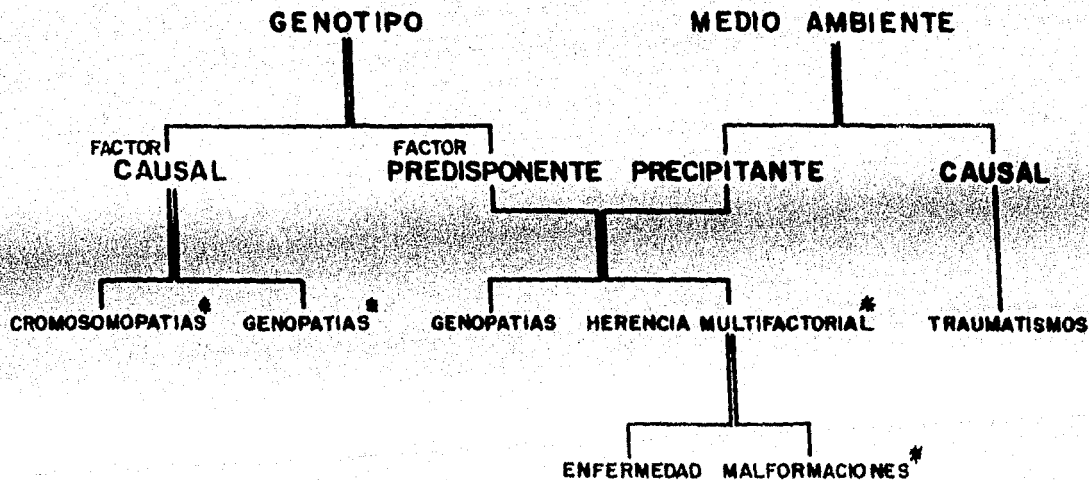 GENOTIPO MEDIO AMBIENTE
FACTOR FACTOR
CAUSAL PREDISPONENTE PRECIPITANTE CAUSAL
CROMOSOMOPATIAS* GENOPATIAS* GENOPATIAS HERENCIA MULTIFACTORIAL* TRAUMATISMOS
ENFERMEDAD MALFORMACIONES*